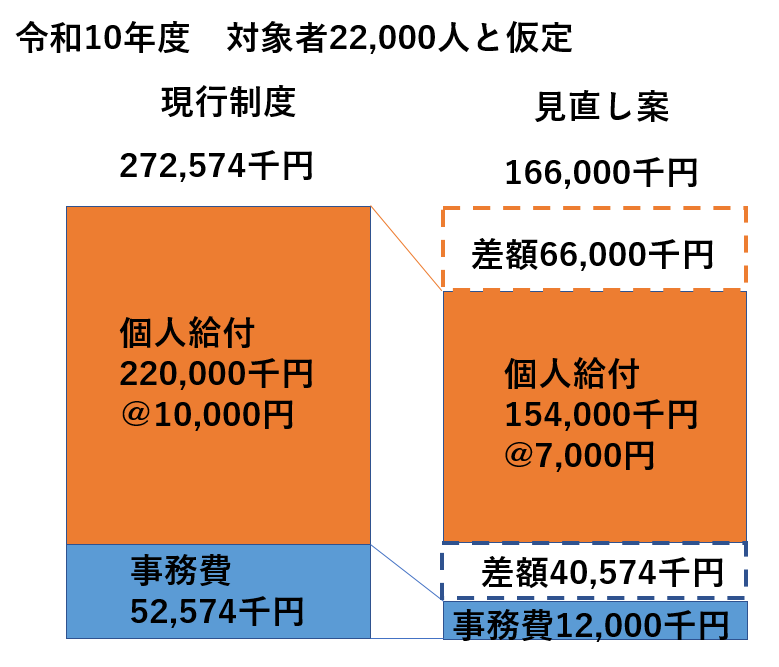 令和10年度　対象者22,000人と仮定
現行制度
272,574千円
個人給付
220,000千円
＠10,000円
事務費
52,574千円
見直し案
166,000千円
差額66,000千円
個人給付
154,000千円
＠7,000円
差額40,574千円
事務費12,000千円